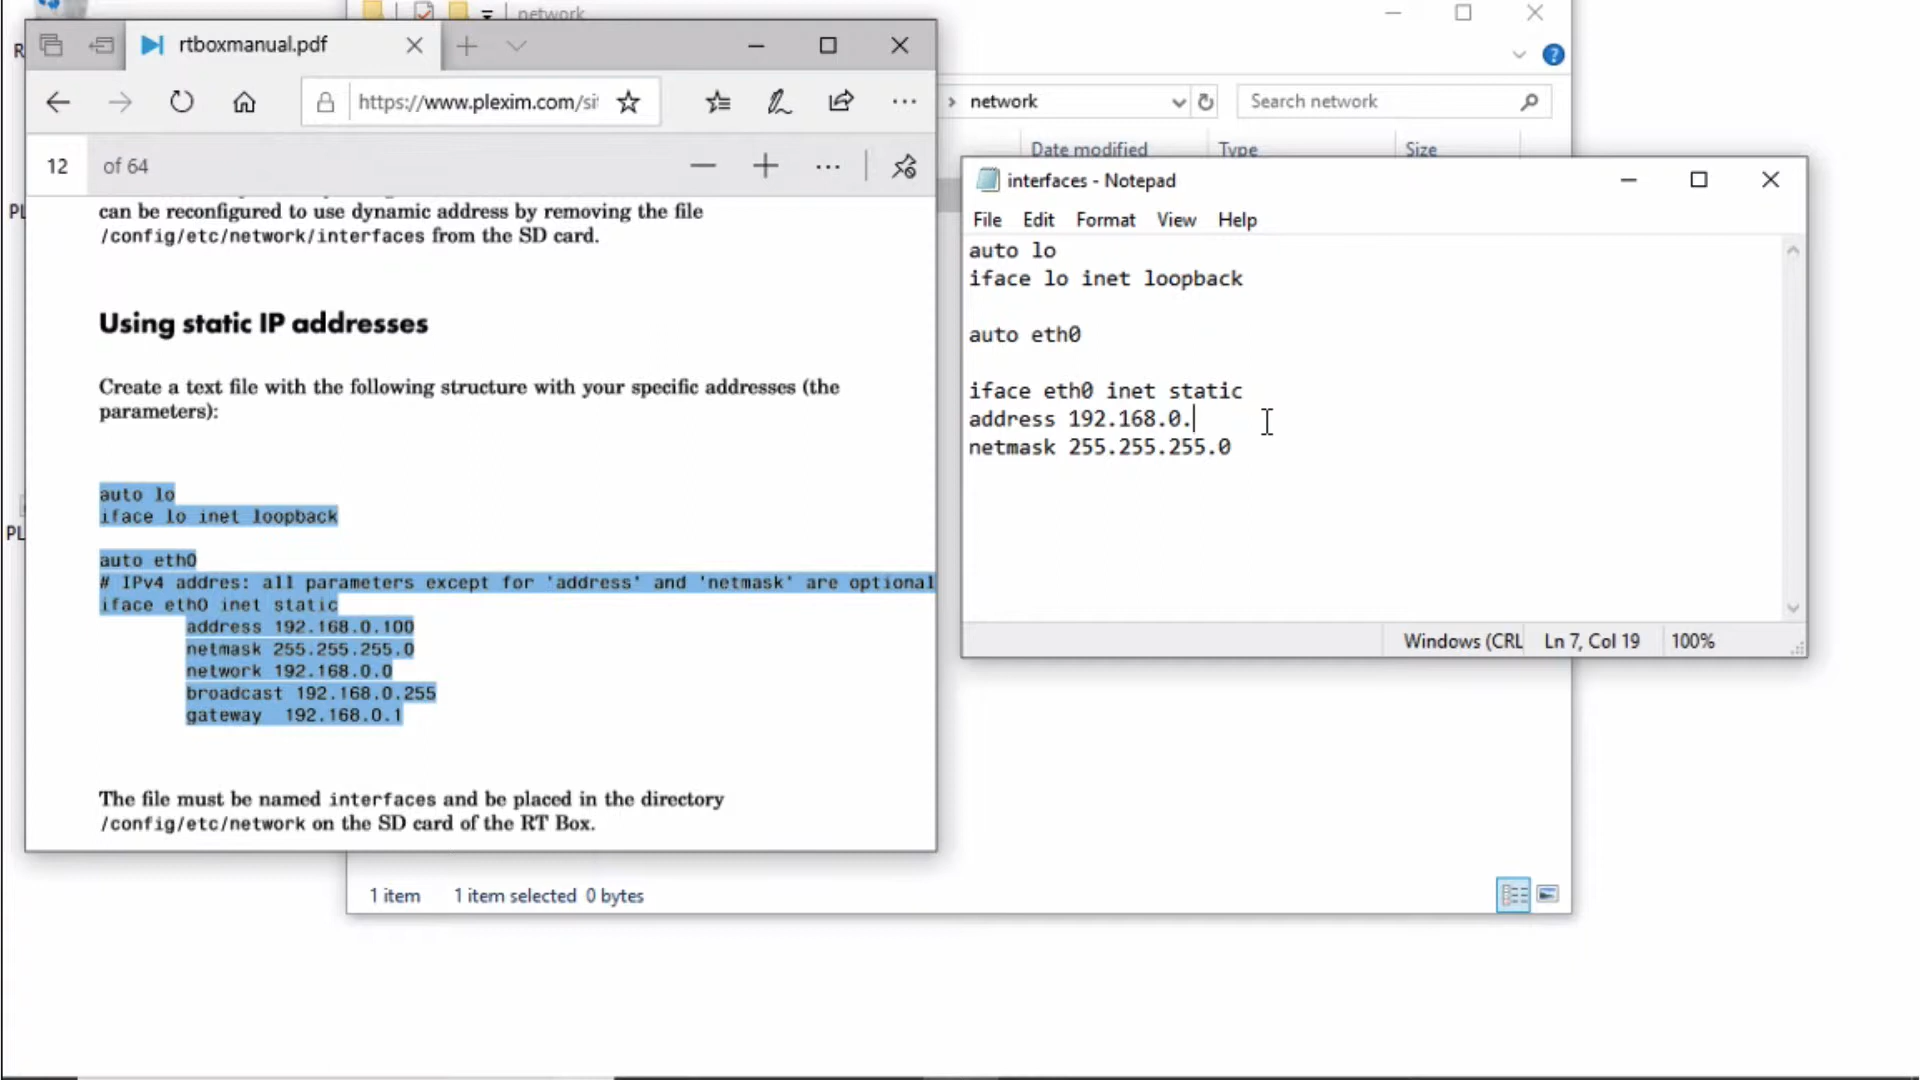 network
R
PL
PL
rtboxmanual.pdf
https://www.plexim.com/si
12 of 64
can be reconfigured to use dynamic address by removing the file
/config/etc/network/interfaces from the SD card.
Using static IP addresses
Create a text file with the following structure with your specific addresses (the
parameters):
auto lo
iface lo inet loopback
auto eth0
# IPv4 addres: all parameters except for 'address' and 'netmask' are optional
iface eth0 inet static
address 192.168.0.100
netmask 255.255.255.0
network 192.168.0.0
broadcast 192.168.0.255
gateway 192.168.0.1
The file must be named interfaces and be placed in the directory
/config/etc/network on the SD card of the RT Box.
1 item 1 item selected 0 bytes
› network
Search network
Date modified Type Size
interfaces - Notepad
File Edit Format View Help
auto lo
iface lo inet loopback
auto eth0
iface eth0 inet static
address 192.168.0.
netmask 255.255.255.0
Windows (CRL Ln 7, Col 19 100%